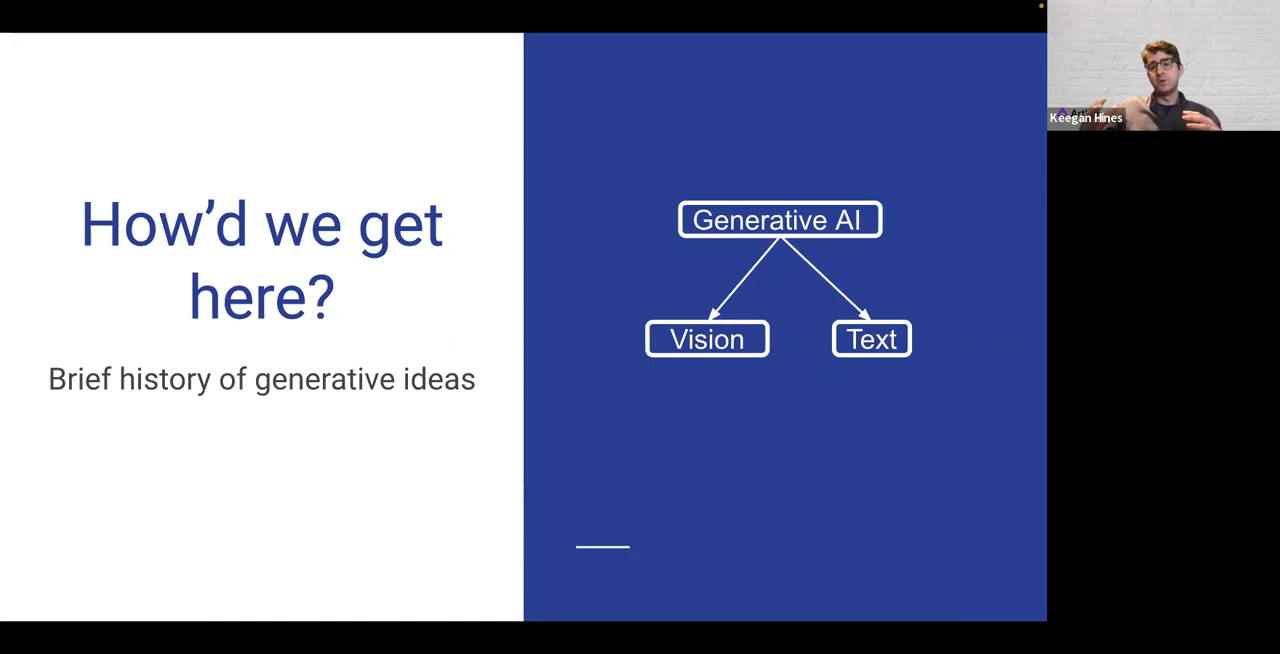 How’d we get
here?
Brief history of generative ideas
Generative AI
Vision
Text
Keegan Hines